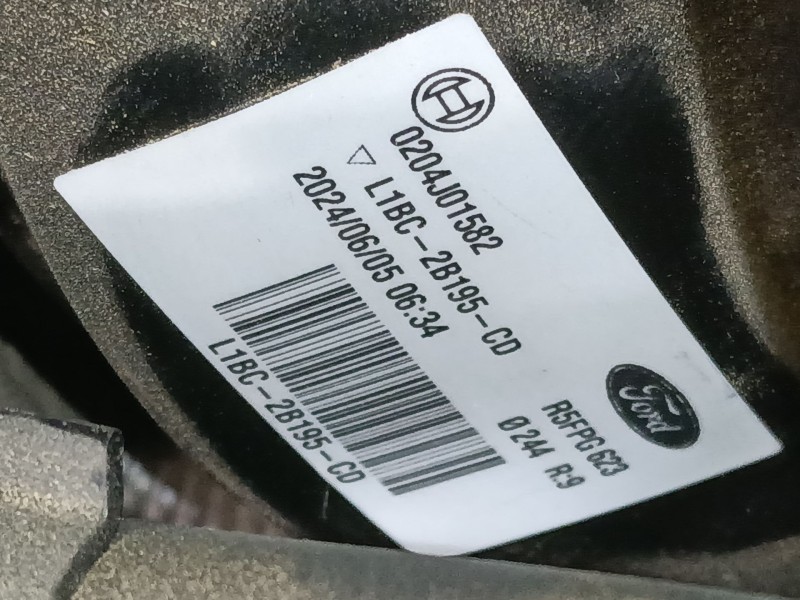 0204J01582
L1BC-2B195-CD
2024/06/05 06:34
L1BC-2B195-CD
Ford
R5FPG 623
Ø 244 R:9